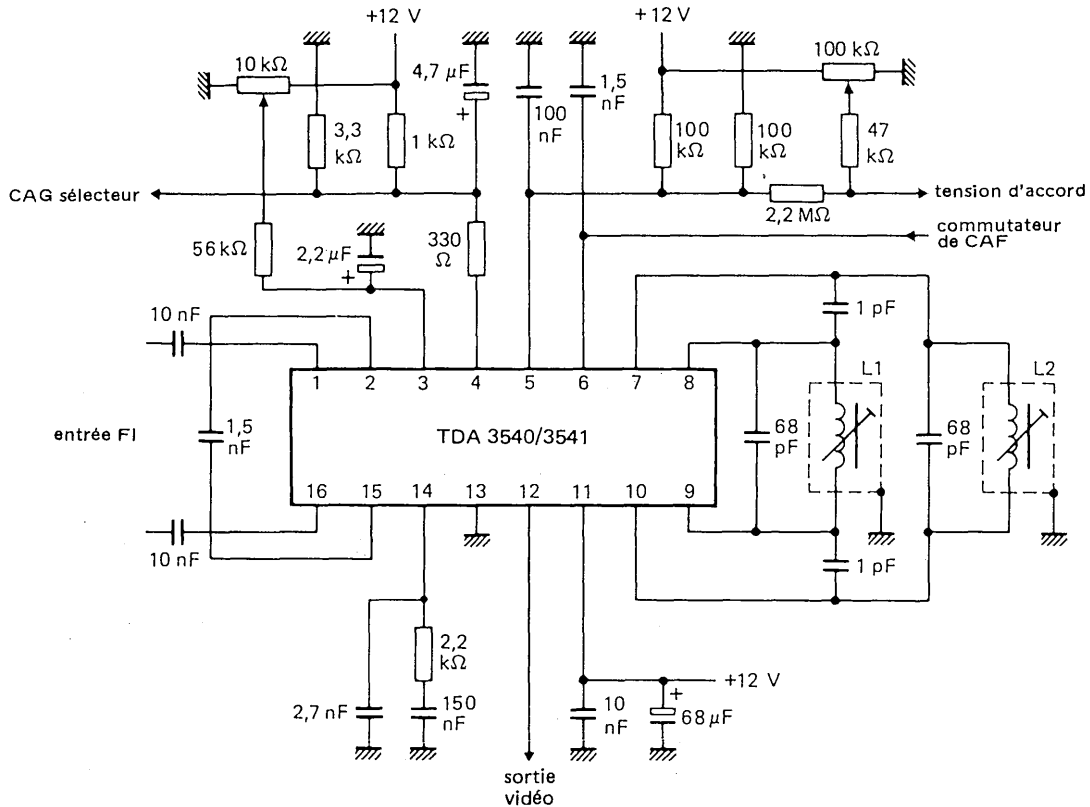 +12 V
+12 V
10 kΩ
4,7 μF
+
1,5
nF
100 kΩ
100
nF
3,3
kΩ
1 kΩ
100
kΩ
100
kΩ
47
kΩ
CAG sélecteur
tension d'accord
2,2 MΩ
commutateur
de CAF
56 kΩ
2,2 μF
+
330
Ω
10 nF
1 pF
1 2 3 4 5 6 7 8
L1
L2
entrée FI
1,5
nF
TDA 3540/3541
68
pF
68
pF
16 15 14 13 12 11 10 9
10 nF
1 pF
2,2
kΩ
2,7 nF
150
nF
10
nF
+
68 μF
+12 V
sortie
vidéo